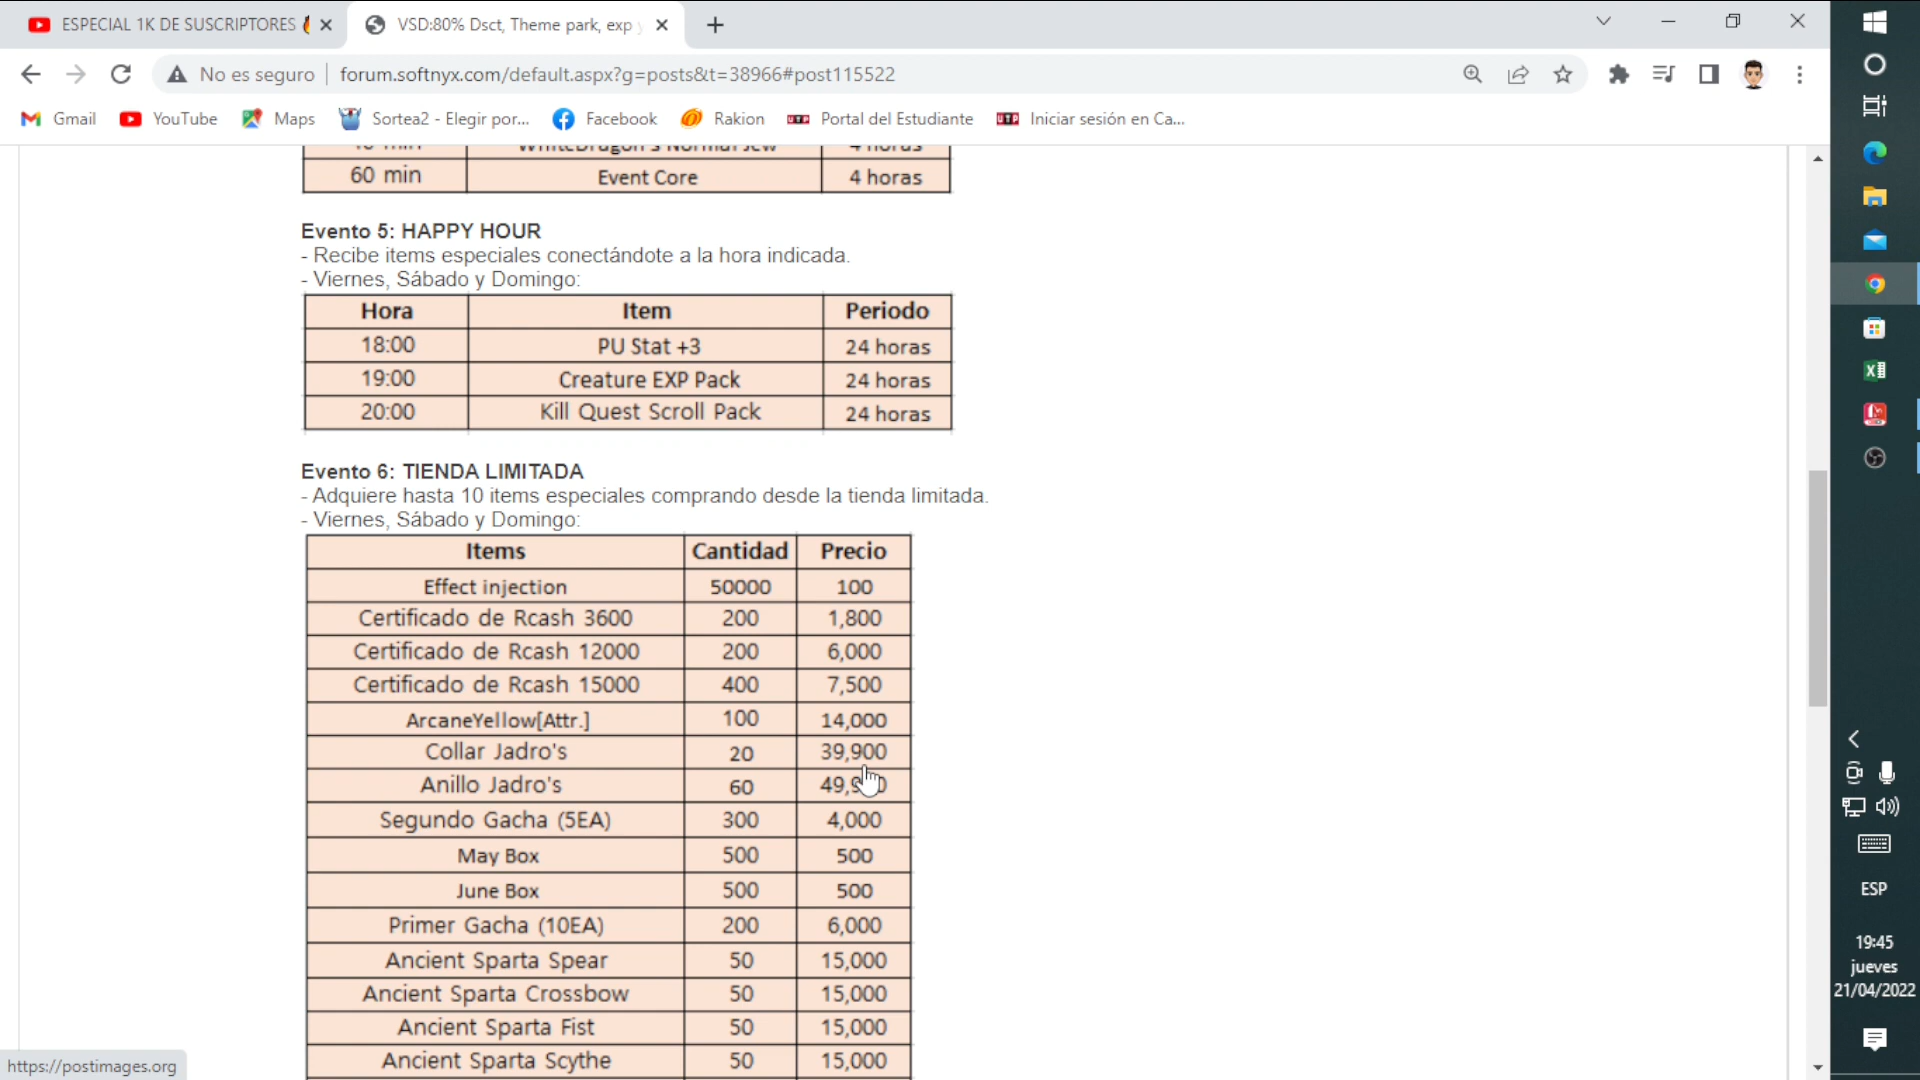 ESPECIAL 1K DE SUSCRIPTORES
VSD:80% Dsct, Theme park, exp
No es seguro
forum.softnyx.com/default.aspx?g=posts&t=38966#post115522
Gmail
YouTube
Maps
Sortea2 - Elegir por...
Facebook
Rakion
UTP Portal del Estudiante
UTP Iniciar sesión en Ca...
60 min Event Core 4 horas
Evento 5: HAPPY HOUR
- Recibe items especiales conectándote a la hora indicada.
- Viernes, Sábado y Domingo:
Hora Item Periodo
18:00 PU Stat +3 24 horas
19:00 Creature EXP Pack 24 horas
20:00 Kill Quest Scroll Pack 24 horas
Evento 6: TIENDA LIMITADA
- Adquiere hasta 10 items especiales comprando desde la tienda limitada.
- Viernes, Sábado y Domingo:
Items Cantidad Precio
Effect injection 50000 100
Certificado de Rcash 3600 200 1,800
Certificado de Rcash 12000 200 6,000
Certificado de Rcash 15000 400 7,500
ArcaneYellow[Attr.] 100 14,000
Collar Jadro's 20 39,900
Anillo Jadro's 60
Segundo Gacha (5EA) 300 4,000
May Box 500 500
June Box 500 500
Primer Gacha (10EA) 200 6,000
Ancient Sparta Spear 50 15,000
Ancient Sparta Crossbow 50 15,000
Ancient Sparta Fist 50 15,000
Ancient Sparta Scythe 50 15,000
https://postimages.org
ESP
19:45
jueves
21/04/2022